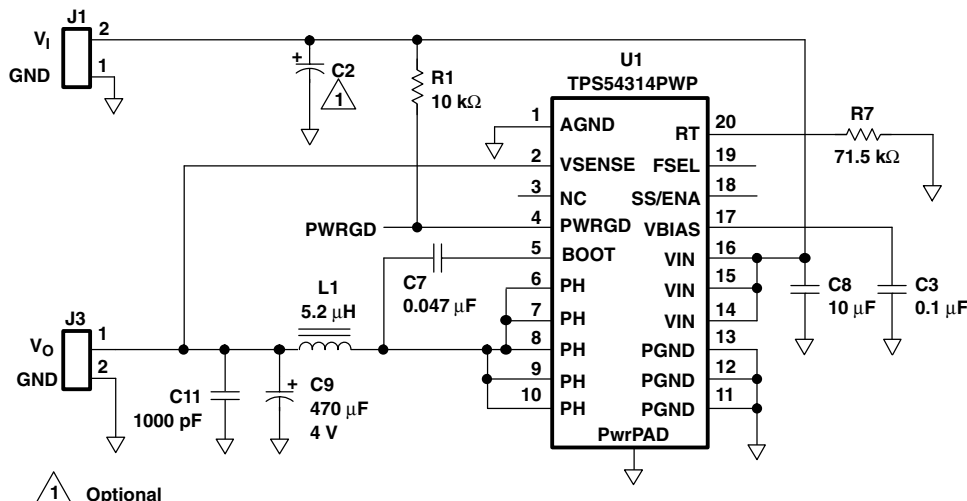 J1
V_I
2
GND
1
C2
1
R1
10 kΩ
U1
TPS54314PWP
1
AGND
2
VSENSE
3
NC
4
PWRGD
PWRGD
5
BOOT
6
PH
7
PH
8
PH
9
PH
10
PH
RT
20
FSEL
19
SS/ENA
18
VBIAS
17
VIN
16
VIN
15
VIN
14
PGND
13
PGND
12
PGND
11
PwrPAD
R7
71.5 kΩ
C8
10 μF
C3
0.1 μF
C7
0.047 μF
L1
5.2 μH
J3
V_O
1
GND
2
C11
1000 pF
C9
470 μF
4 V
1 Optional